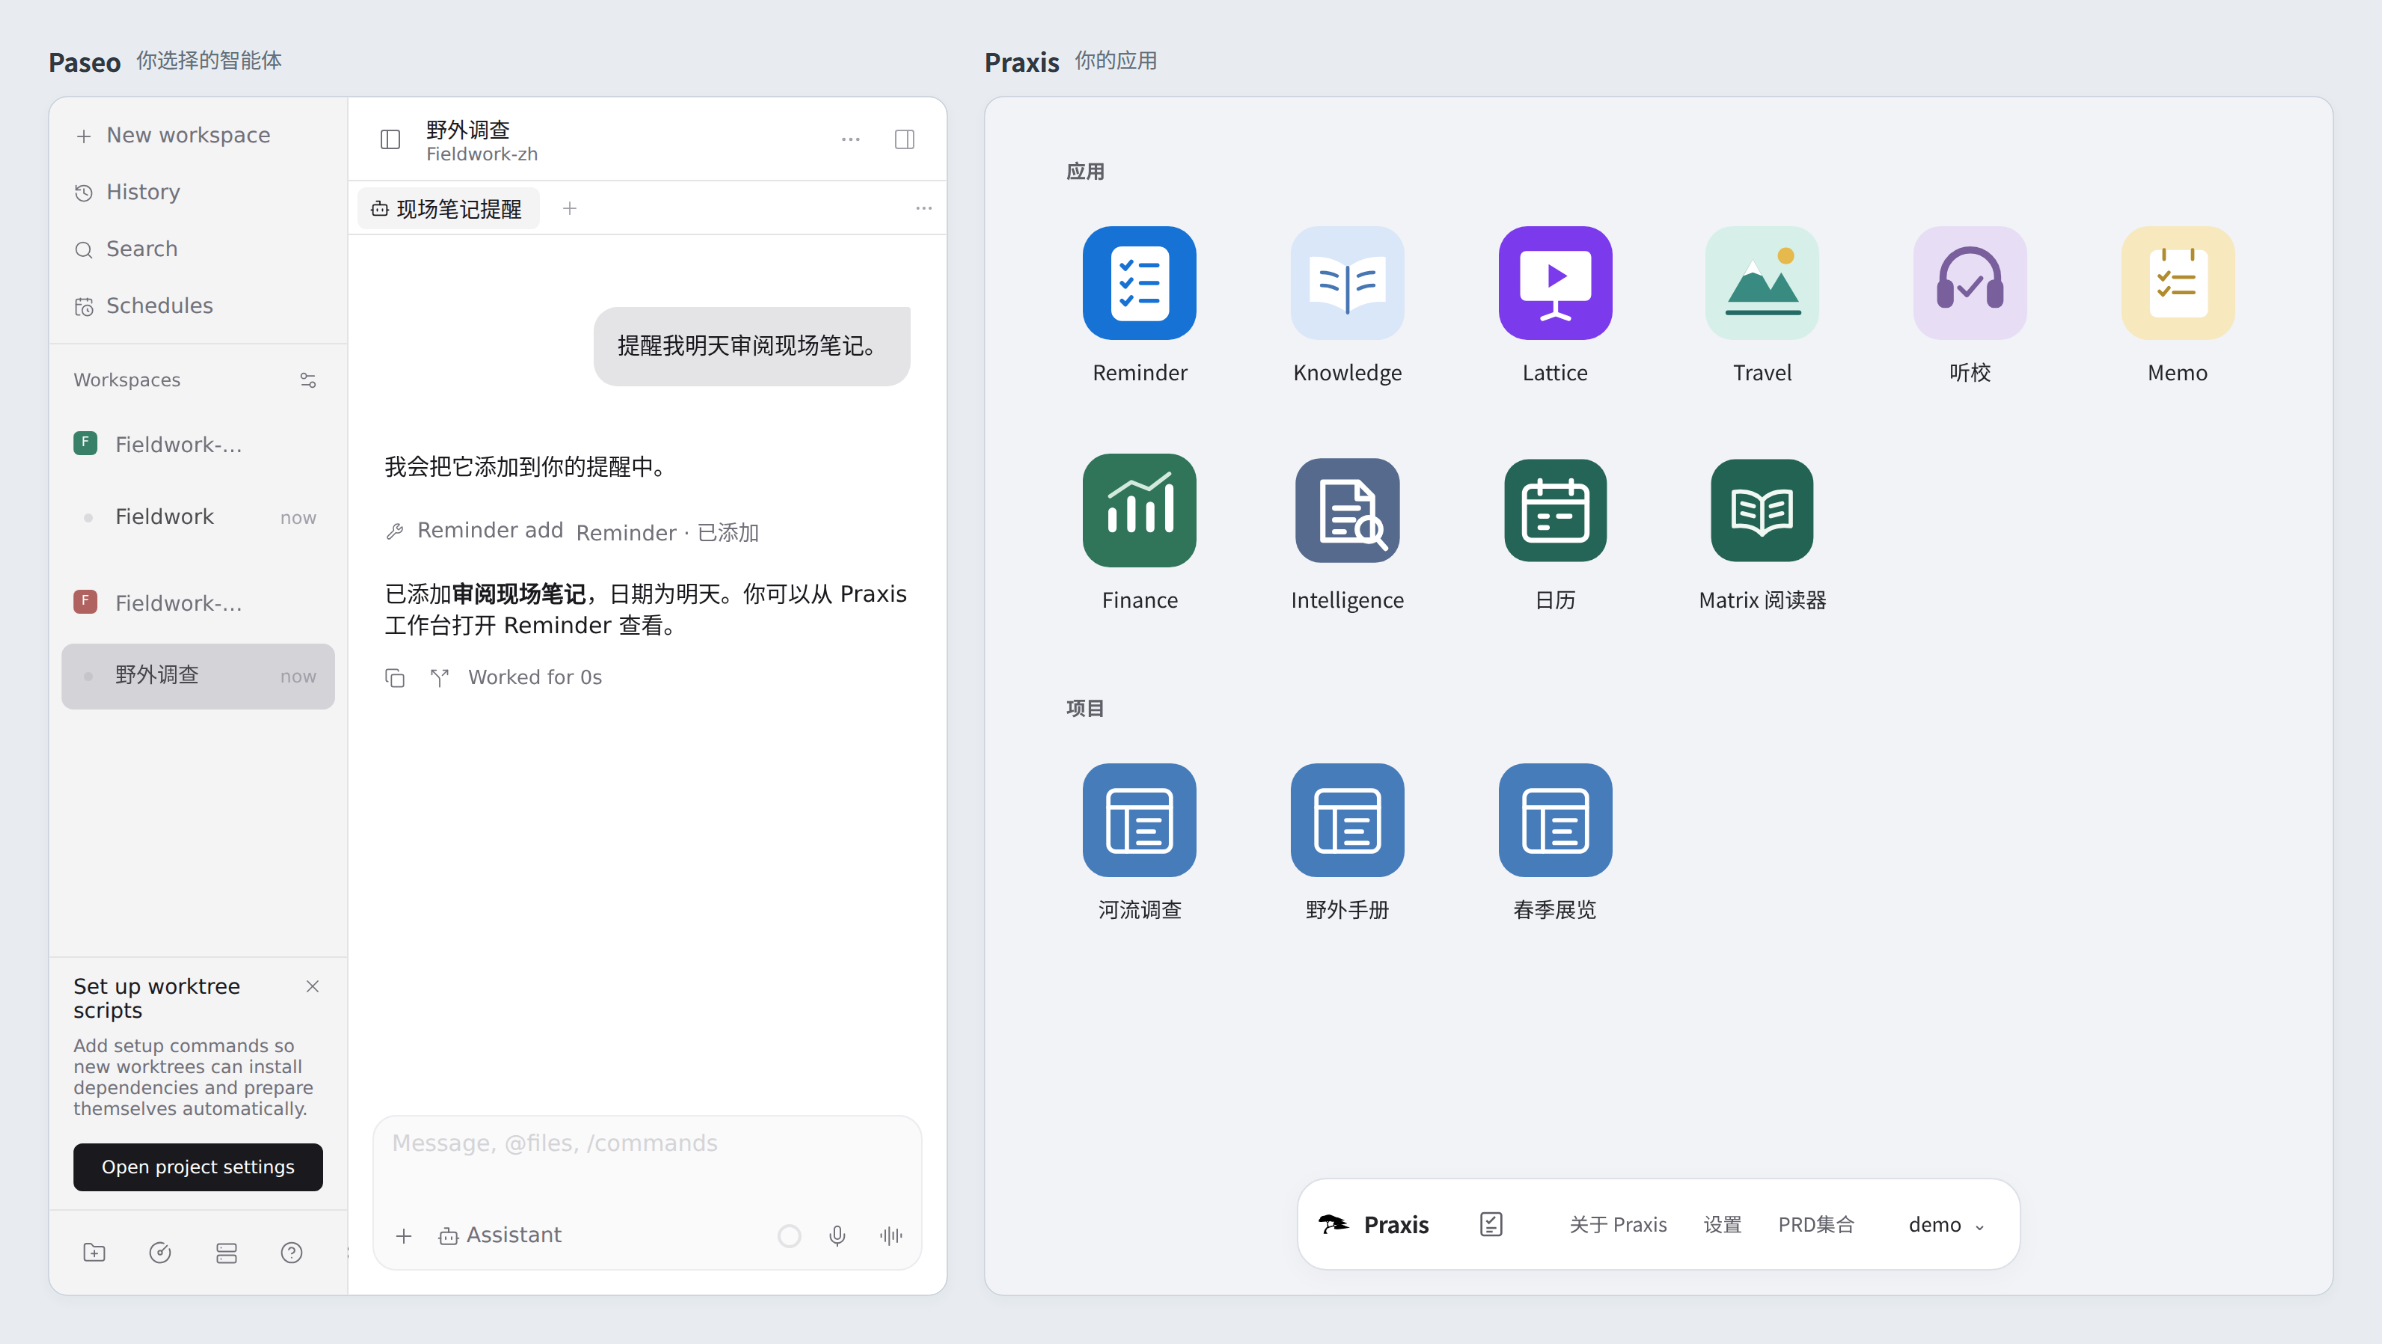 Paseo 你选择的智能体
New workspace
History
Search
Schedules
Workspaces
F Fieldwork-...
Fieldwork now
F Fieldwork-...
野外调查 now
Set up worktree
scripts
Add setup commands so
new worktrees can install
dependencies and prepare
themselves automatically.
Open project settings
野外调查
Fieldwork-zh
现场笔记提醒
提醒我明天审阅现场笔记。
我会把它添加到你的提醒中。
Reminder add Reminder · 已添加
已添加审阅现场笔记，日期为明天。你可以从 Praxis
工作台打开 Reminder 查看。
Worked for 0s
Message, @files, /commands
Assistant
Praxis 你的应用
应用
Reminder Knowledge Lattice Travel 听校 Memo
Finance Intelligence 日历 Matrix 阅读器
项目
河流调查 野外手册 春季展览
Praxis 关于 Praxis 设置 PRD集合 demo